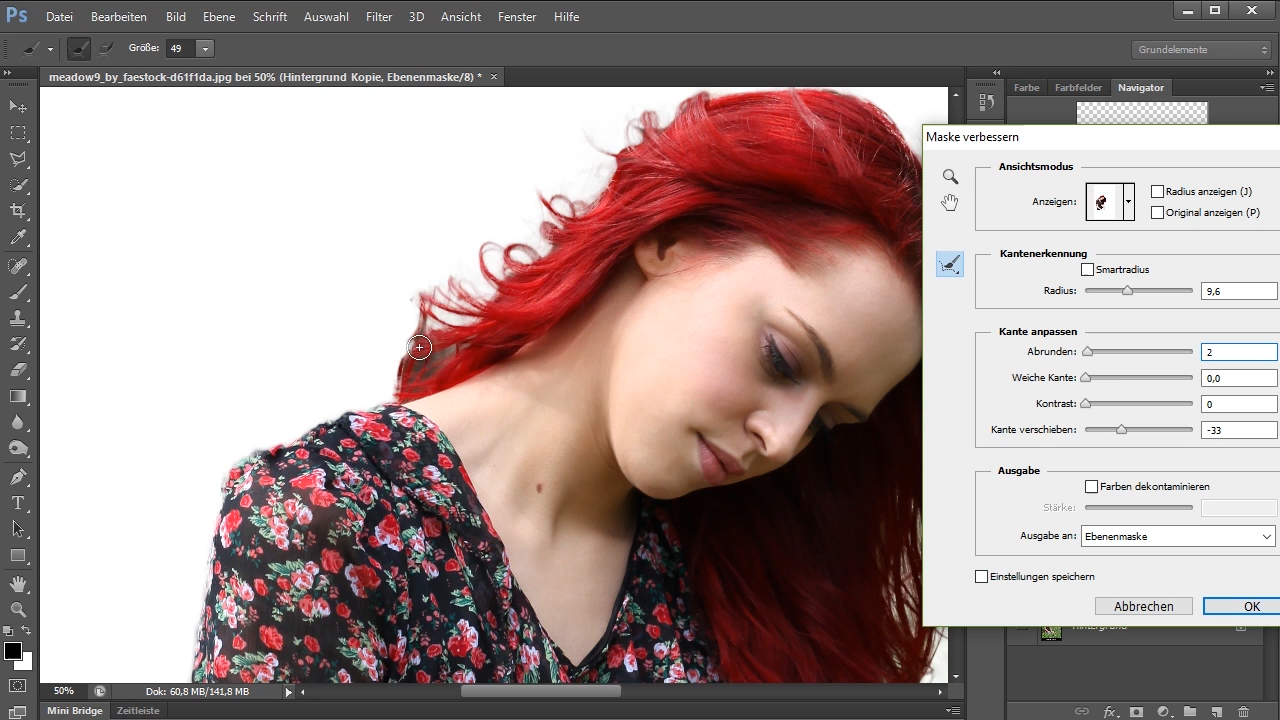 Ps Datei Bearbeiten Bild Ebene Schrift Auswahl Filter 3D Ansicht Fenster Hilfe
Größe: 49 Grundelemente
meadow9_by_faestock-d61f1da.jpg bei 50% (Hintergrund Kopie, Ebenenmaske/8) * ×
Farbe Farbfelder Navigator
Maske verbessern
Ansichtsmodus
Anzeigen:
Radius anzeigen (J)
Original anzeigen (P)
Kantenerkennung
Smartradius
Radius: 9,6
Kante anpassen
Abrunden: 2
Weiche Kante: 0,0
Kontrast: 0
Kante verschieben: -33
Ausgabe
Farben dekontaminieren
Stärke:
Ausgabe an: Ebenenmaske
Einstellungen speichern
Abbrechen OK
Hintergrund
50% Dok: 60,8 MB/141,8 MB
Mini Bridge Zeitleiste
fx